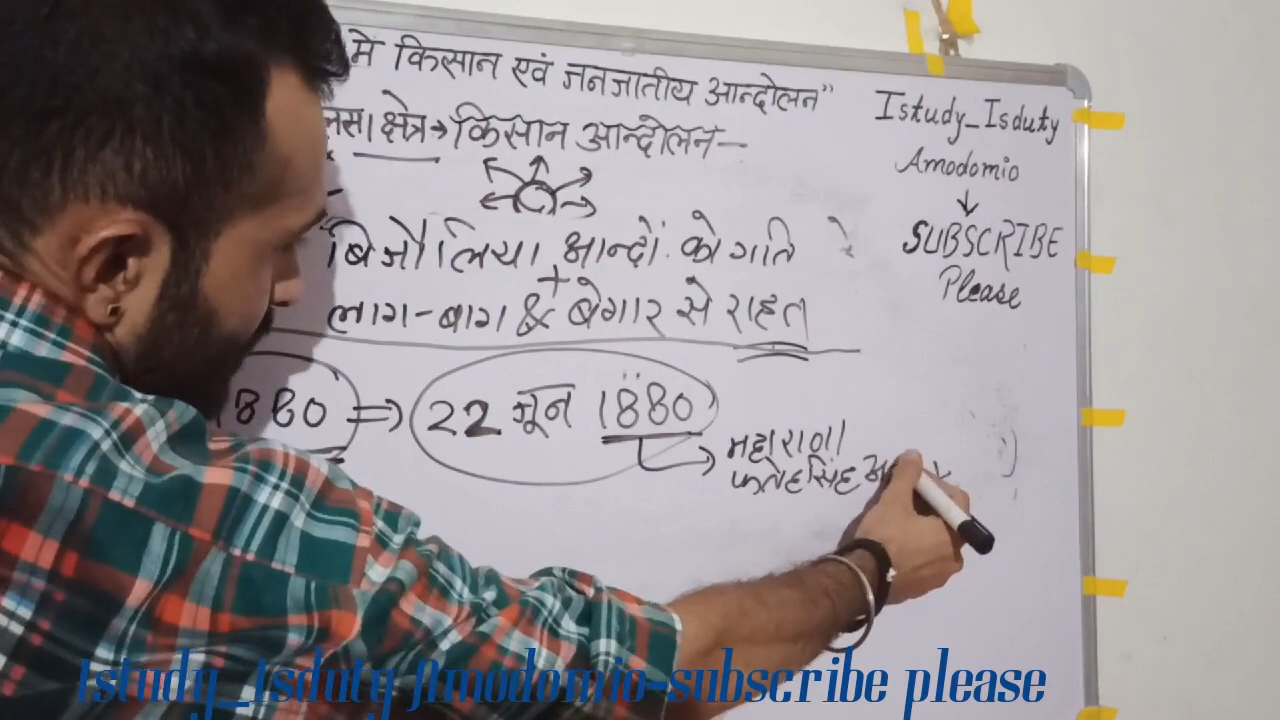 में किसान एवं जनजातीय आन्दोलन"
लसा क्षेत्र→किसान आन्दोलन–
बिजौलिया आन्दो. को गति
+
लाग-बाग & बेगार से राहत
1880 ⇒ 22 जून 1880
महाराणा
फतेहसिंह
Istudy_Isduty
Amodomio
↓
SUBSCRIBE
Please
Istudy_Isduty Amodomio-subscribe please